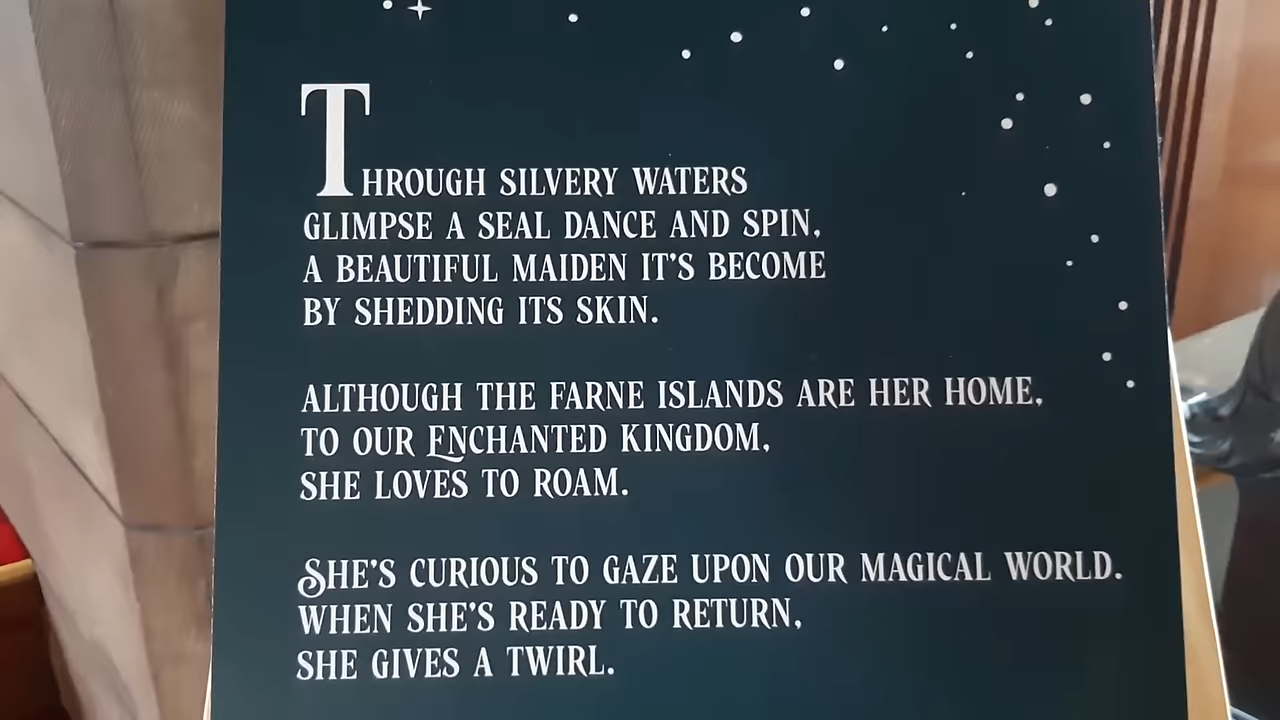 THROUGH SILVERY WATERS
GLIMPSE A SEAL DANCE AND SPIN,
A BEAUTIFUL MAIDEN IT'S BECOME
BY SHEDDING ITS SKIN.
ALTHOUGH THE FARNE ISLANDS ARE HER HOME,
TO OUR ENCHANTED KINGDOM,
SHE LOVES TO ROAM.
SHE'S CURIOUS TO GAZE UPON OUR MAGICAL WORLD.
WHEN SHE'S READY TO RETURN,
SHE GIVES A TWIRL.